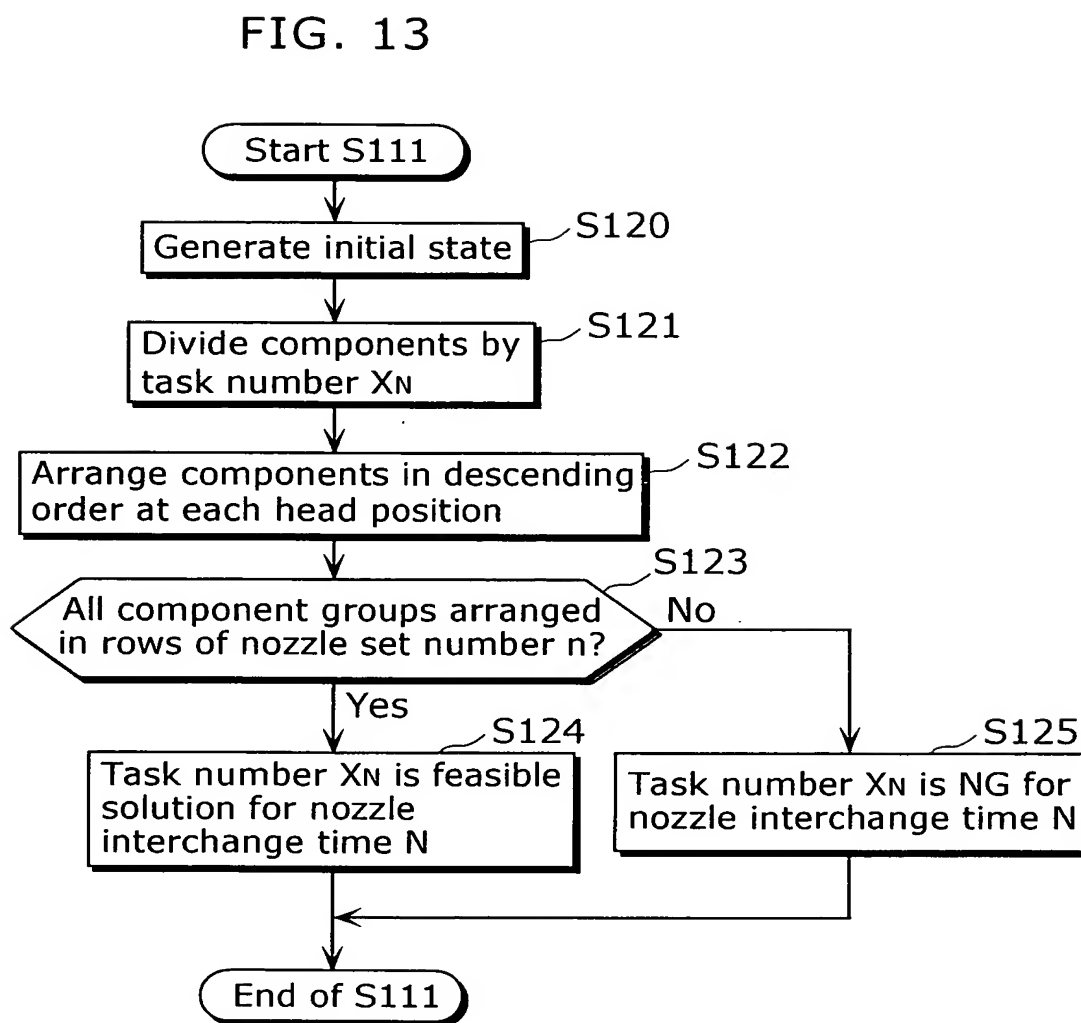 FIG. 13
Start S111
S120
Generate initial state
S121
Divide components by
task number XN
S122
Arrange components in descending
order at each head position
S123
All component groups arranged
in rows of nozzle set number n?
No
Yes
S124
Task number XN is feasible
solution for nozzle
interchange time N
S125
Task number XN is NG for
nozzle interchange time N
End of S111